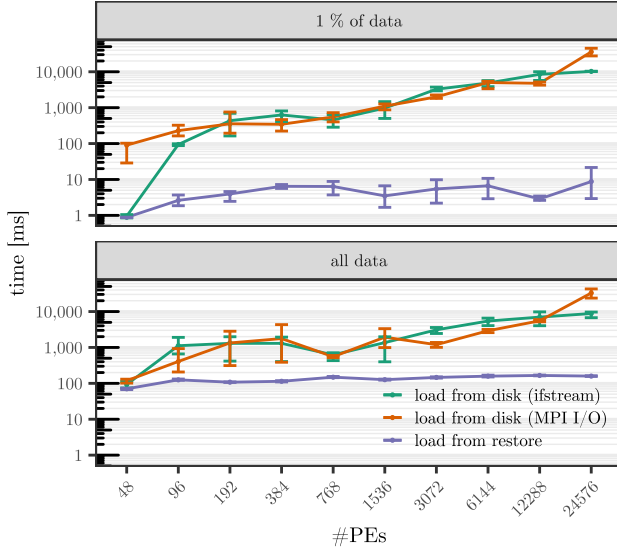 1 % of data
10,000
1,000
100
10
1
time [ms]
all data
10,000
1,000
100
10
1
load from disk (ifstream)
load from disk (MPI I/O)
load from restore
48
96
192
384
768
1536
3072
6144
12288
24576
#PEs